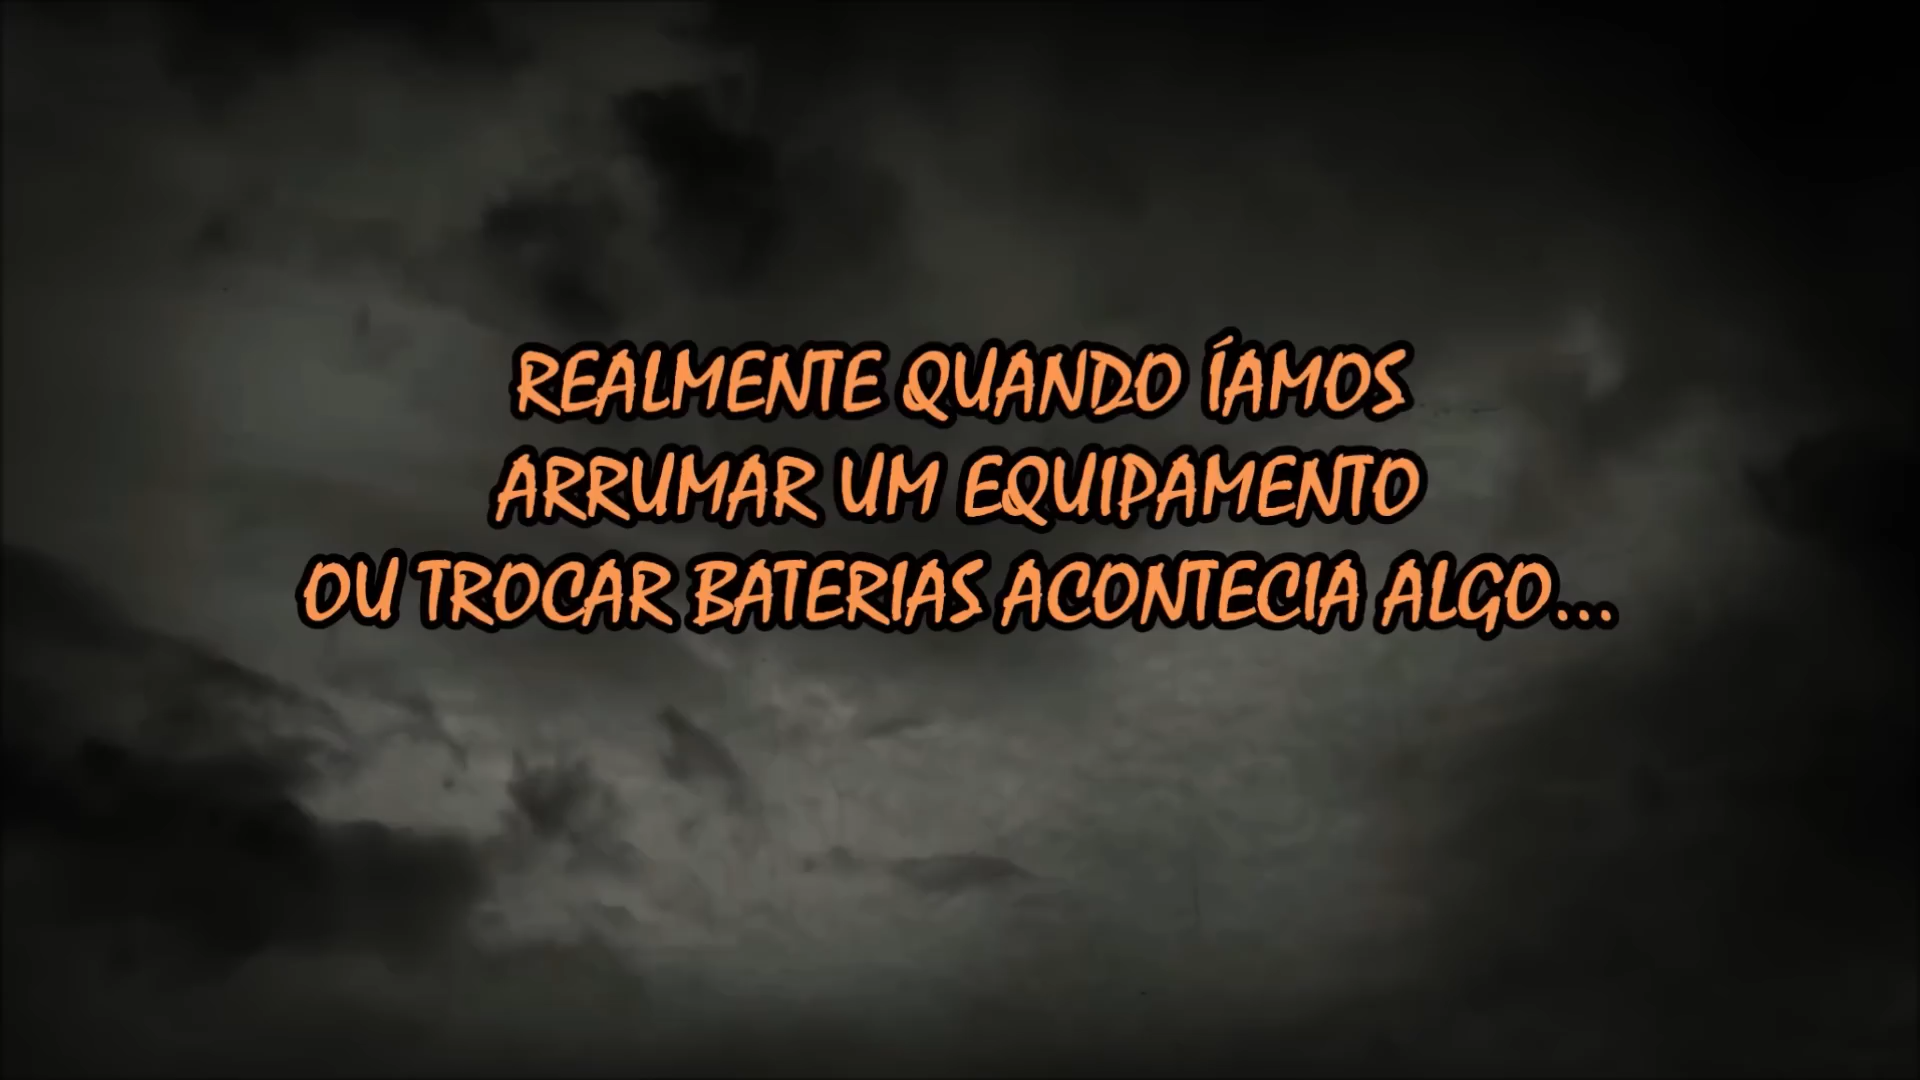 REALMENTE QUANDO ÍAMOS
ARRUMAR UM EQUIPAMENTO
OU TROCAR BATERIAS ACONTECIA ALGO...